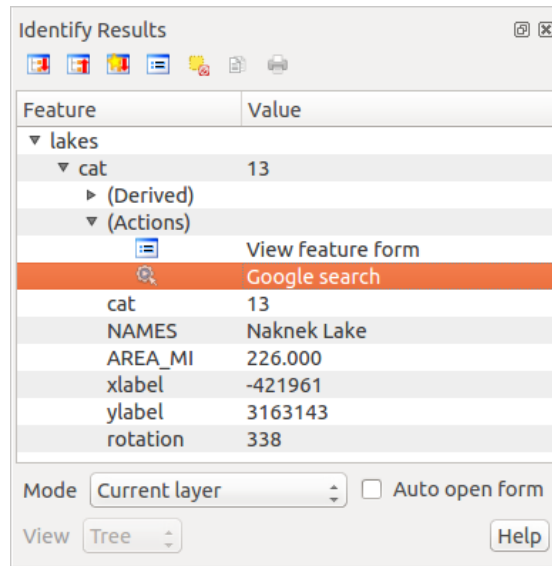 Identify Results
Feature Value
lakes
cat 13
(Derived)
(Actions)
View feature form
Google search
cat 13
NAMES Naknek Lake
AREA_MI 226.000
xlabel -421961
ylabel 3163143
rotation 338
Mode Current layer Auto open form
View Tree Help